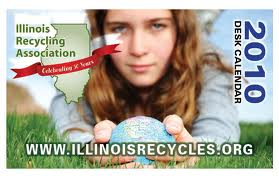 Illinois
Recycling
Association
Celebrating 30 Years
2010
DESK CALENDAR
WWW.ILLINOISRECYCLES.ORG